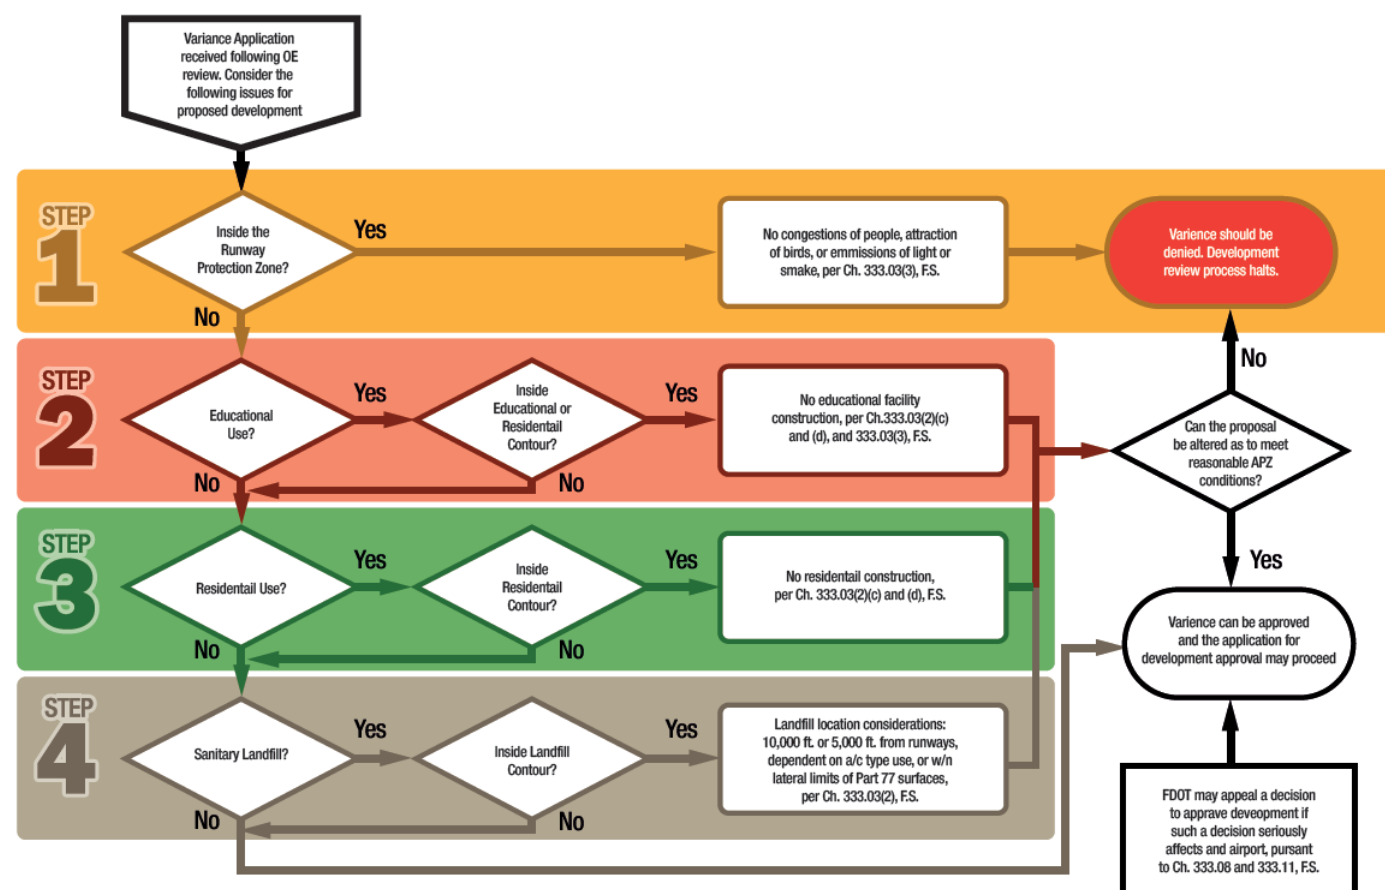 Variance Application
received following OE
review. Consider the
following issues for
proposed development
STEP
1
Inside the
Runway
Protection Zone?
Yes
No
No congestions of people, attraction
of birds, or emmissions of light or
smake, per Ch. 333.03(3), F.S.
Varience should be
denied. Development
review process halts.
STEP
2
Educational
Use?
Yes
No
Inside
Educational or
Residentail
Contour?
Yes
No
No educational facility
construction, per Ch.333.03(2)(c)
and (d), and 333.03(3), F.S.
No
Can the proposal
be altered as to meet
reasonable APZ
conditions?
Yes
STEP
3
Residentail Use?
Yes
No
Inside
Residentail
Contour?
Yes
No
No residentail construction,
per Ch. 333.03(2)(c) and (d), F.S.
Varience can be approved
and the application for
development approval may proceed
STEP
4
Sanitary Landfill?
Yes
No
Inside Landfill
Contour?
Yes
No
Landfill location considerations:
10,000 ft. or 5,000 ft. from runways,
dependent on a/c type use, or w/n
lateral limits of Part 77 surfaces,
per Ch. 333.03(2), F.S.
FDOT may appeal a decision
to apprave deveopment if
such a decision seriously
affects and airport, pursant
to Ch. 333.08 and 333.11, F.S.